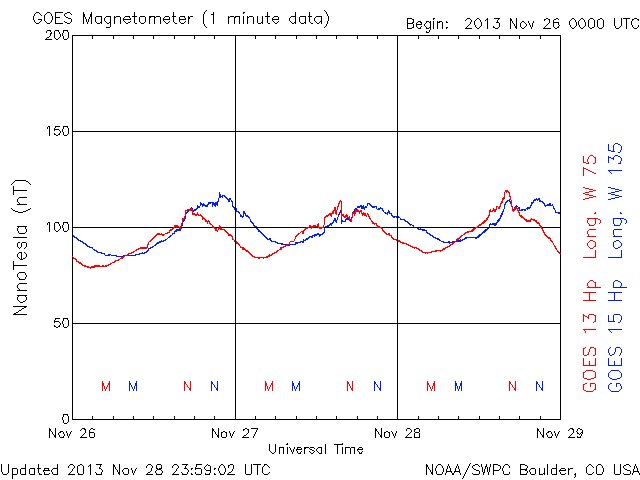 GOES Magnetometer (1 minute data)
Begin: 2013 Nov 26 0000 UTC
200
150
100
50
0
NanoTesla (nT)
M M N N M M N N M M N N
Nov 26 Nov 27 Nov 28 Nov 29
Universal Time
GOES 13 Hp Long. W 75
GOES 15 Hp Long. W 135
Updated 2013 Nov 28 23:59:02 UTC
NOAA/SWPC Boulder, CO USA